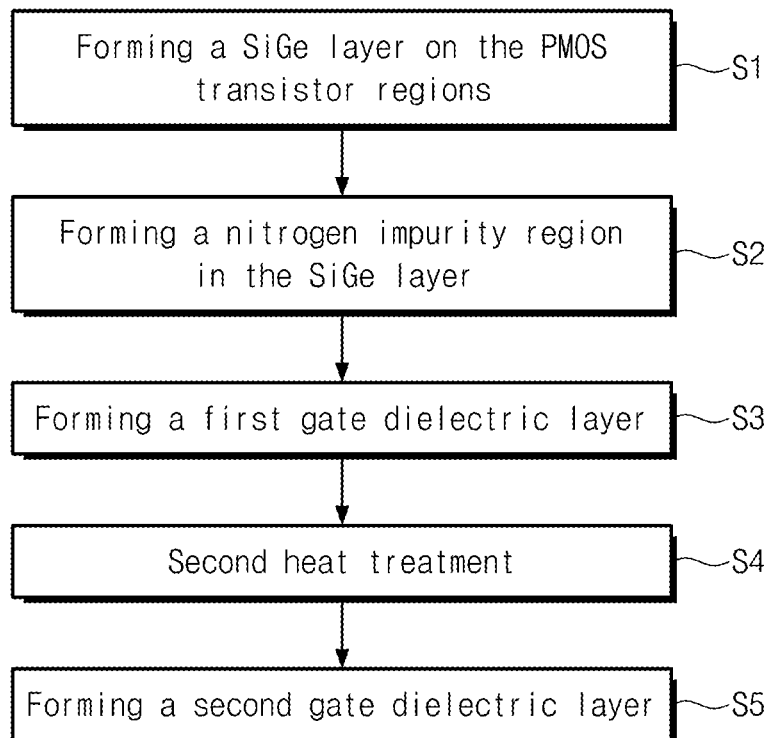 Forming a SiGe layer on the PMOS
transistor regions
S1
Forming a nitrogen impurity region
in the SiGe layer
S2
Forming a first gate dielectric layer
S3
Second heat treatment
S4
Forming a second gate dielectric layer
S5